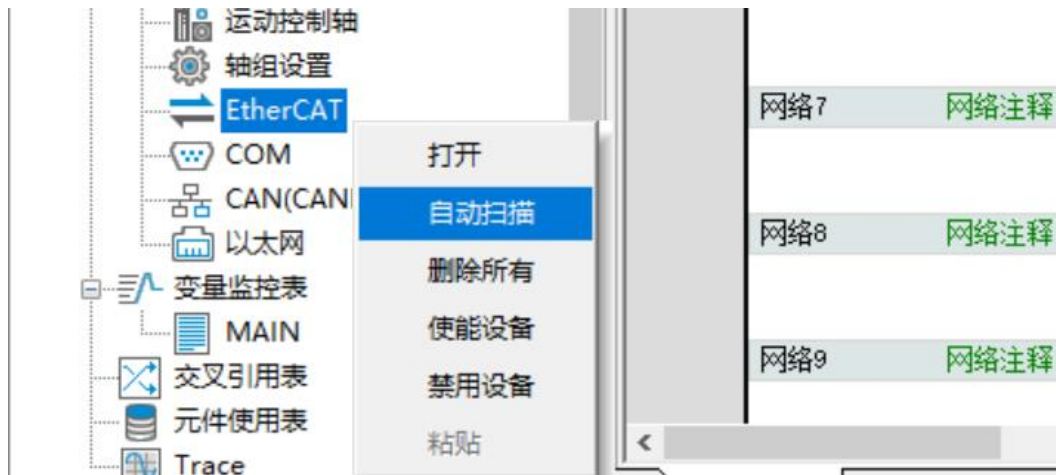 运动控制轴
轴组设置
EtherCAT
COM
CAN(CAN
以太网
变量监控表
MAIN
交叉引用表
元件使用表
Trace
打开
自动扫描
删除所有
使能设备
禁用设备
粘贴
网络7 网络注释
网络8 网络注释
网络9 网络注释